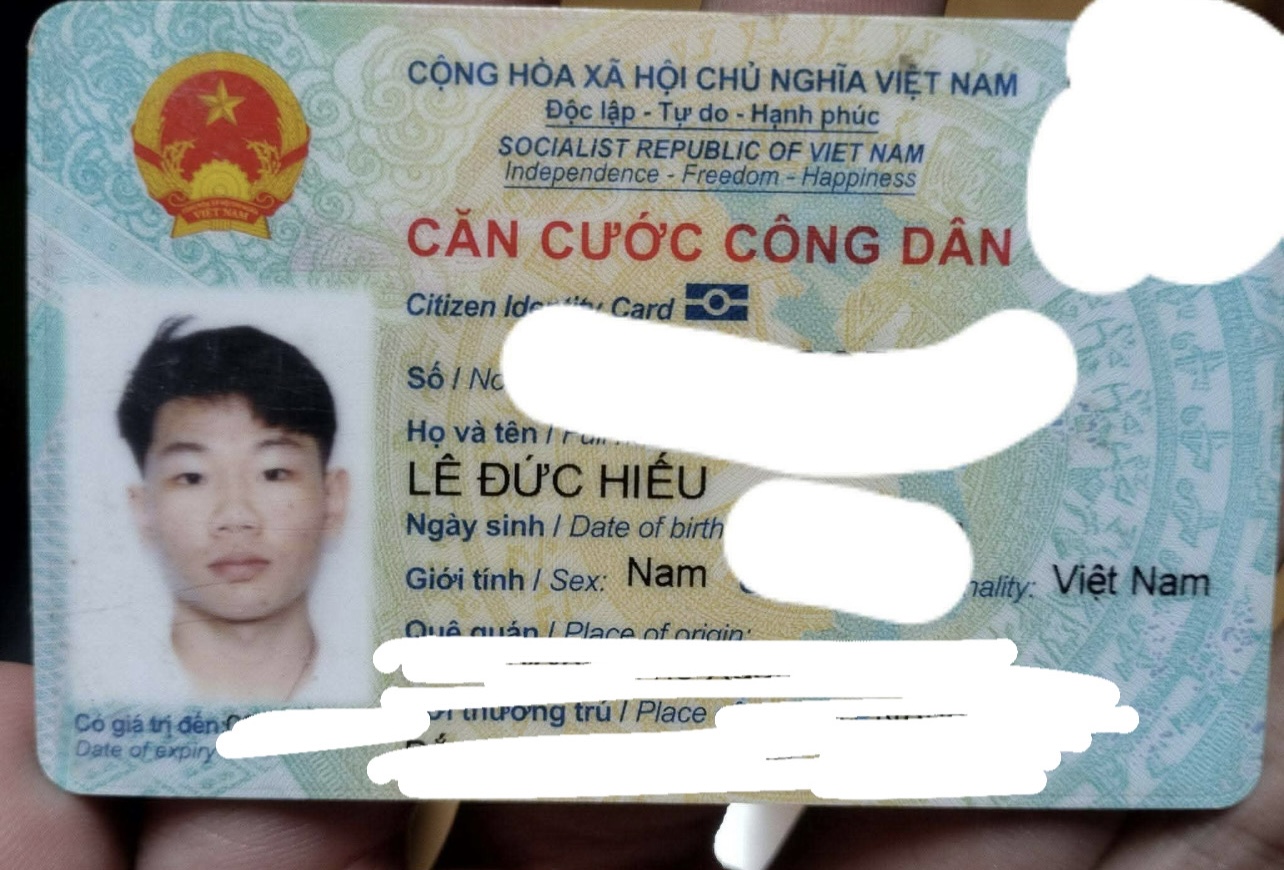 CỘNG HÒA XÃ HỘI CHỦ NGHĨA VIỆT NAM
Độc lập - Tự do - Hạnh phúc
SOCIALIST REPUBLIC OF VIET NAM
Independence - Freedom - Happiness
VIỆT NAM
CĂN CƯỚC CÔNG DÂN
Citizen Identity Card
Số / No
Họ và tên /
LÊ ĐỨC HIẾU
Ngày sinh / Date of birth
Giới tính / Sex: Nam Việt Nam
Quê quán / Place of origin:
thường trú / Place
Có giá trị đến:
Date of expiry